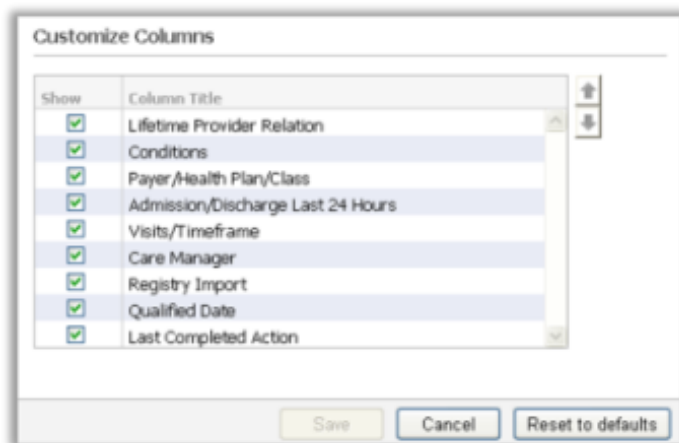 Customize Columns
Show Column Title
Lifetime Provider Relation
Conditions
Payer/Health Plan/Class
Admission/Discharge Last 24 Hours
Visits/Timeframe
Care Manager
Registry Import
Qualified Date
Last Completed Action
Save Cancel Reset to defaults